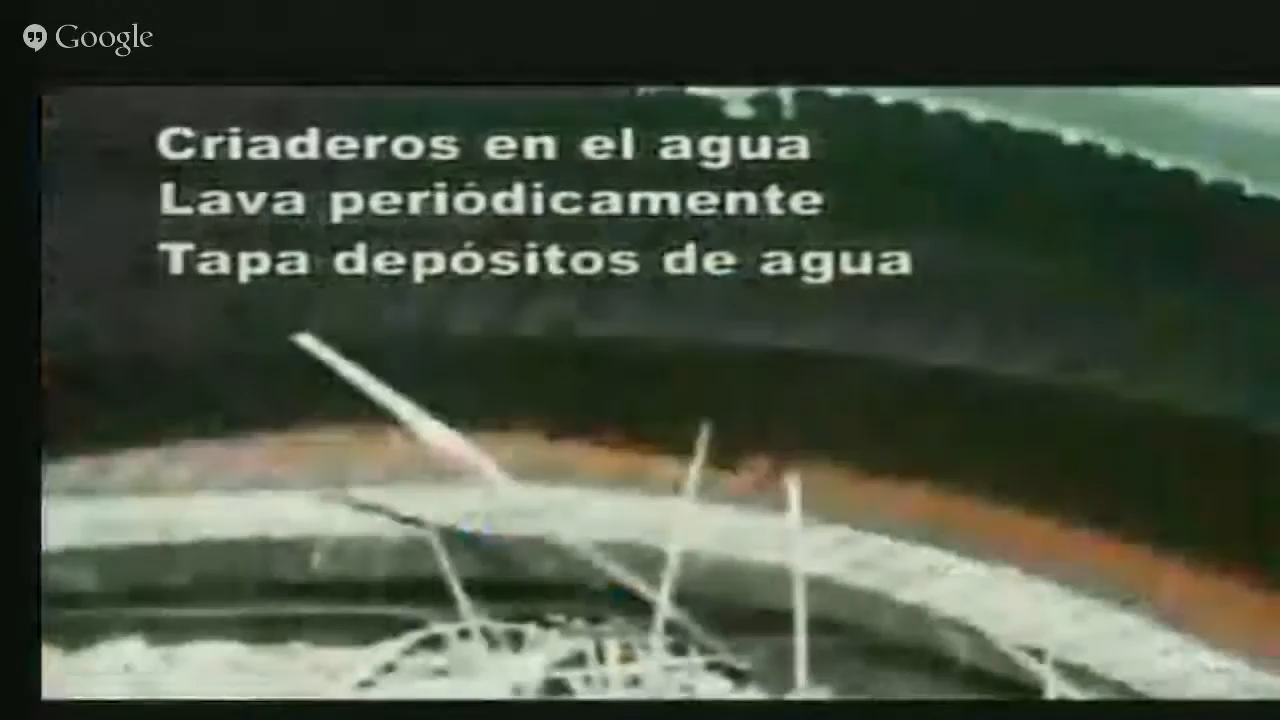 Google
Criaderos en el agua
Lava periódicamente
Tapa depósitos de agua